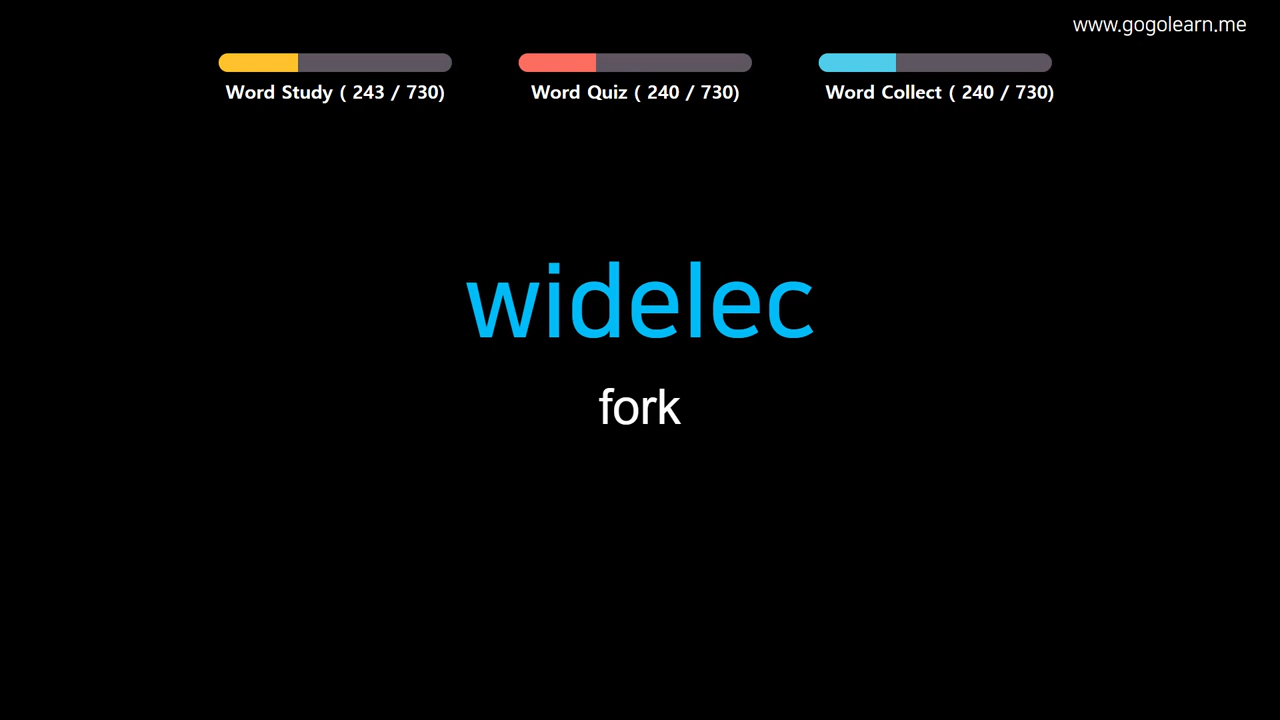 www.gogolearn.me
Word Study ( 243 / 730)
Word Quiz ( 240 / 730)
Word Collect ( 240 / 730)
widelec
fork